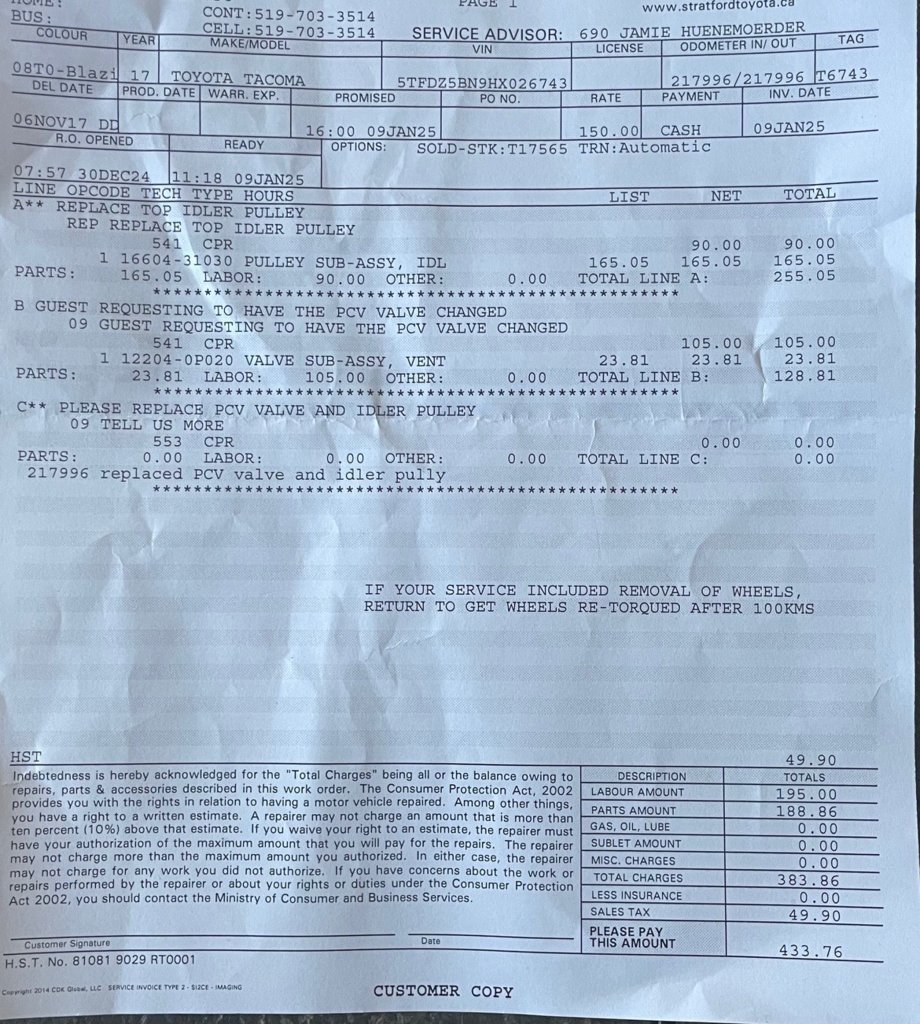 HOME:
PAGE 1
www.stratfordtoyota.ca
BUS:
CONT:519-703-3514
CELL:519-703-3514
SERVICE ADVISOR: 690 JAMIE HUENEMOERDER
COLOUR YEAR MAKE/MODEL VIN LICENSE ODOMETER IN/ OUT TAG
08T0-Blazi 17 TOYOTA TACOMA 5TFDZ5BN9HX026743 217996/217996 T6743
DEL DATE PROD. DATE WARR. EXP. PROMISED PO NO. RATE PAYMENT INV. DATE
06NOV17 DD 16:00 09JAN25 150.00 CASH 09JAN25
R.O. OPENED READY OPTIONS: SOLD-STK:T17565 TRN:Automatic
07:57 30DEC24 11:18 09JAN25
LINE OPCODE TECH TYPE HOURS LIST NET TOTAL
A** REPLACE TOP IDLER PULLEY
REP REPLACE TOP IDLER PULLEY
541 CPR 90.00 90.00
1 16604-31030 PULLEY SUB-ASSY, IDL 165.05 165.05 165.05
PARTS: 165.05 LABOR: 90.00 OTHER: 0.00 TOTAL LINE A: 255.05
***************************************************
B GUEST REQUESTING TO HAVE THE PCV VALVE CHANGED
09 GUEST REQUESTING TO HAVE THE PCV VALVE CHANGED
541 CPR 105.00 105.00
1 12204-0P020 VALVE SUB-ASSY, VENT 23.81 23.81 23.81
PARTS: 23.81 LABOR: 105.00 OTHER: 0.00 TOTAL LINE B: 128.81
***************************************************
C** PLEASE REPLACE PCV VALVE AND IDLER PULLEY
09 TELL US MORE
553 CPR 0.00 0.00
PARTS: 0.00 LABOR: 0.00 OTHER: 0.00 TOTAL LINE C: 0.00
217996 replaced PCV valve and idler pully
***************************************************
IF YOUR SERVICE INCLUDED REMOVAL OF WHEELS,
RETURN TO GET WHEELS RE-TORQUED AFTER 100KMS
HST 49.90
Indebtedness is hereby acknowledged for the "Total Charges" being all or the balance owing to
repairs, parts & accessories described in this work order. The Consumer Protection Act, 2002
provides you with the rights in relation to having a motor vehicle repaired. Among other things,
you have a right to a written estimate. A repairer may not charge an amount that is more than
ten percent (10%) above that estimate. If you waive your right to an estimate, the repairer must
have your authorization of the maximum amount that you will pay for the repairs. The repairer
may not charge more than the maximum amount you authorized. In either case, the repairer
may not charge for any work you did not authorize. If you have concerns about the work or
repairs performed by the repairer or about your rights or duties under the Consumer Protection
Act 2002, you should contact the Ministry of Consumer and Business Services.
DESCRIPTION TOTALS
LABOUR AMOUNT 195.00
PARTS AMOUNT 188.86
GAS, OIL, LUBE 0.00
SUBLET AMOUNT 0.00
MISC. CHARGES 0.00
TOTAL CHARGES 383.86
LESS INSURANCE 0.00
SALES TAX 49.90
PLEASE PAY
THIS AMOUNT 433.76
Customer Signature Date
H.S.T. No. 81081 9029 RT0001
Copyright 2014 CDK Global, LLC SERVICE INVOICE TYPE 2 - SI2CE - IMAGING
CUSTOMER COPY